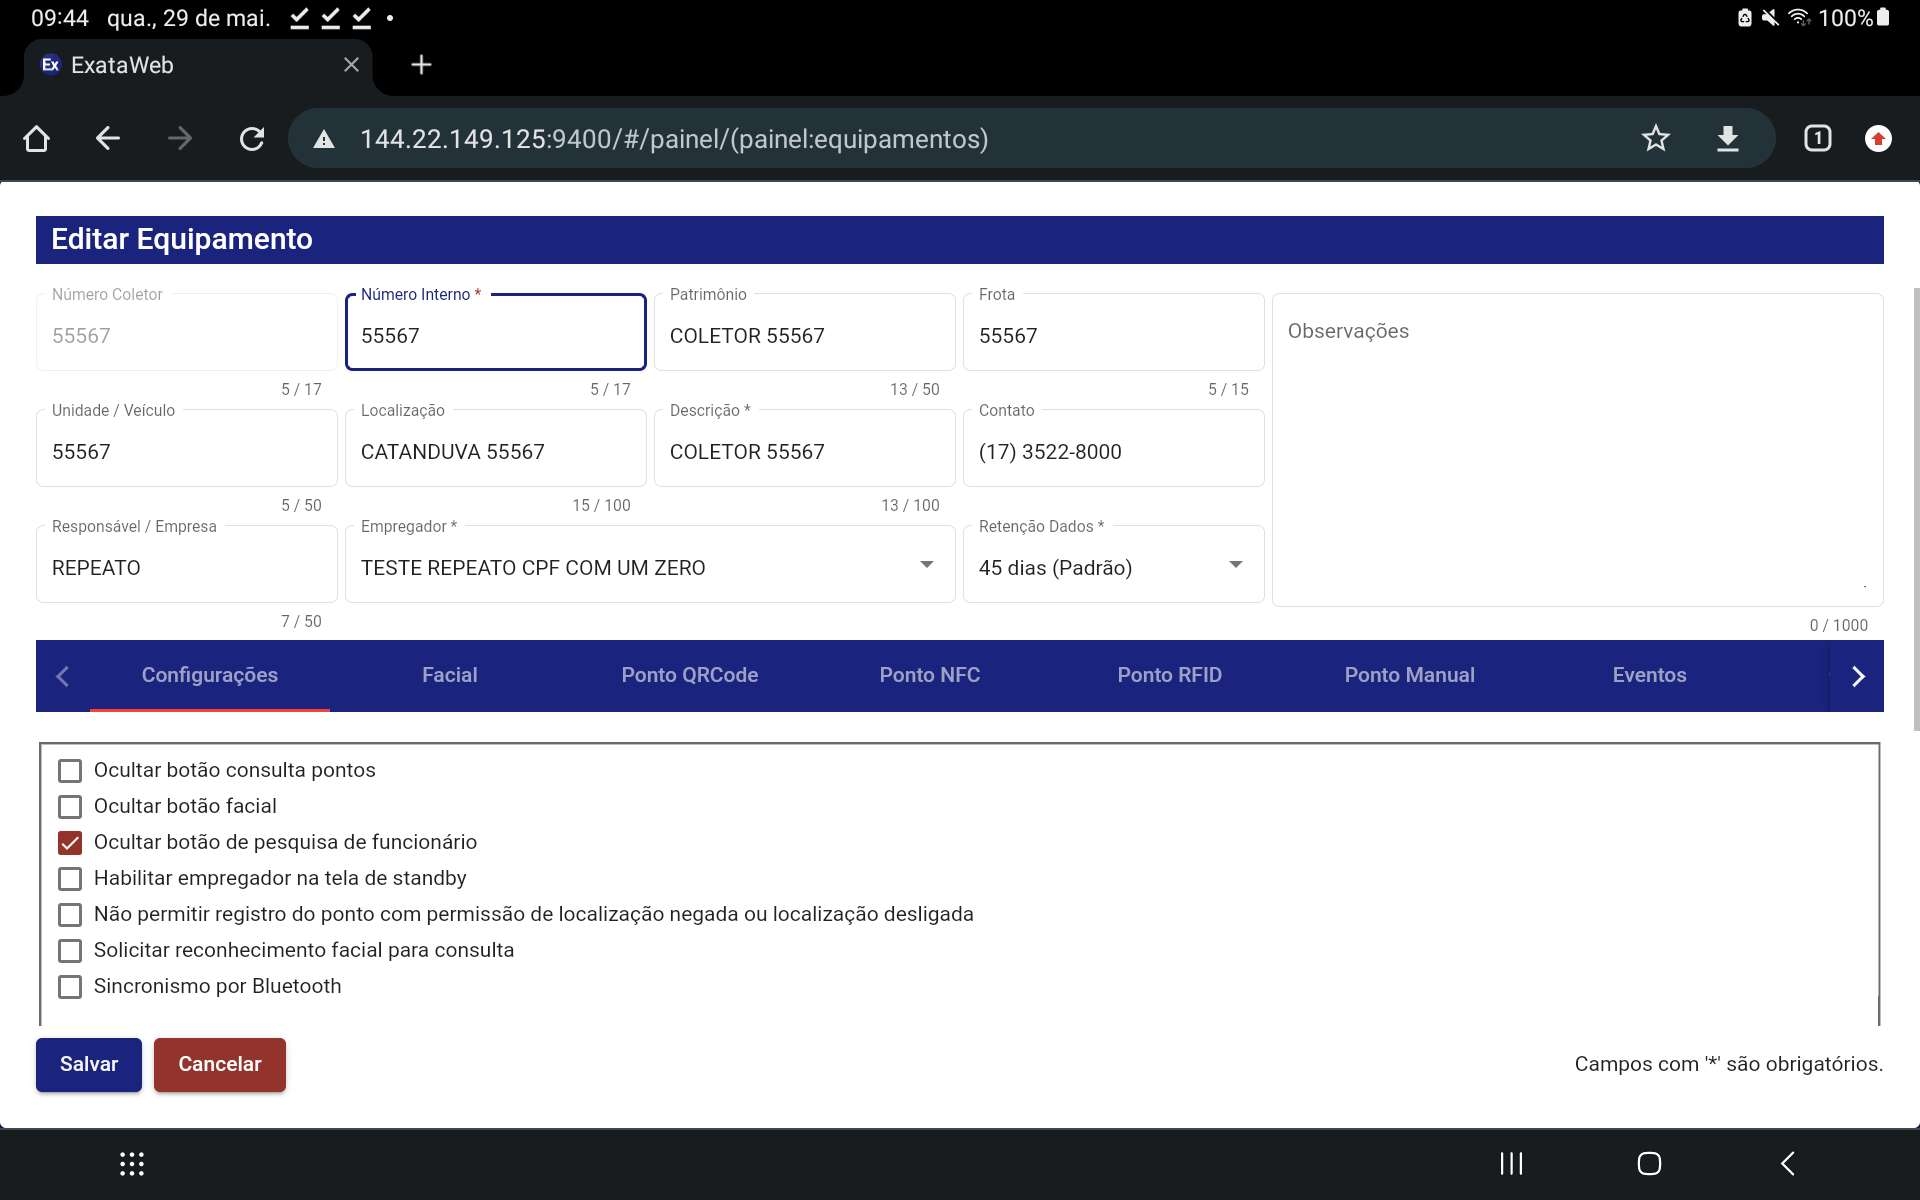 09:44 qua., 29 de mai.
100%
Ex ExataWeb
144.22.149.125:9400/#/painel/(painel:equipamentos)
1
Editar Equipamento
Número Coletor
55567
5 / 17
Número Interno *
55567
5 / 17
Patrimônio
COLETOR 55567
13 / 50
Frota
55567
5 / 15
Observações
0 / 1000
Unidade / Veículo
55567
5 / 50
Localização
CATANDUVA 55567
15 / 100
Descrição *
COLETOR 55567
13 / 100
Contato
(17) 3522-8000
Responsável / Empresa
REPEATO
7 / 50
Empregador *
TESTE REPEATO CPF COM UM ZERO
Retenção Dados *
45 dias (Padrão)
Configurações Facial Ponto QRCode Ponto NFC Ponto RFID Ponto Manual Eventos
Ocultar botão consulta pontos
Ocultar botão facial
Ocultar botão de pesquisa de funcionário
Habilitar empregador na tela de standby
Não permitir registro do ponto com permissão de localização negada ou localização desligada
Solicitar reconhecimento facial para consulta
Sincronismo por Bluetooth
Salvar Cancelar
Campos com '*' são obrigatórios.